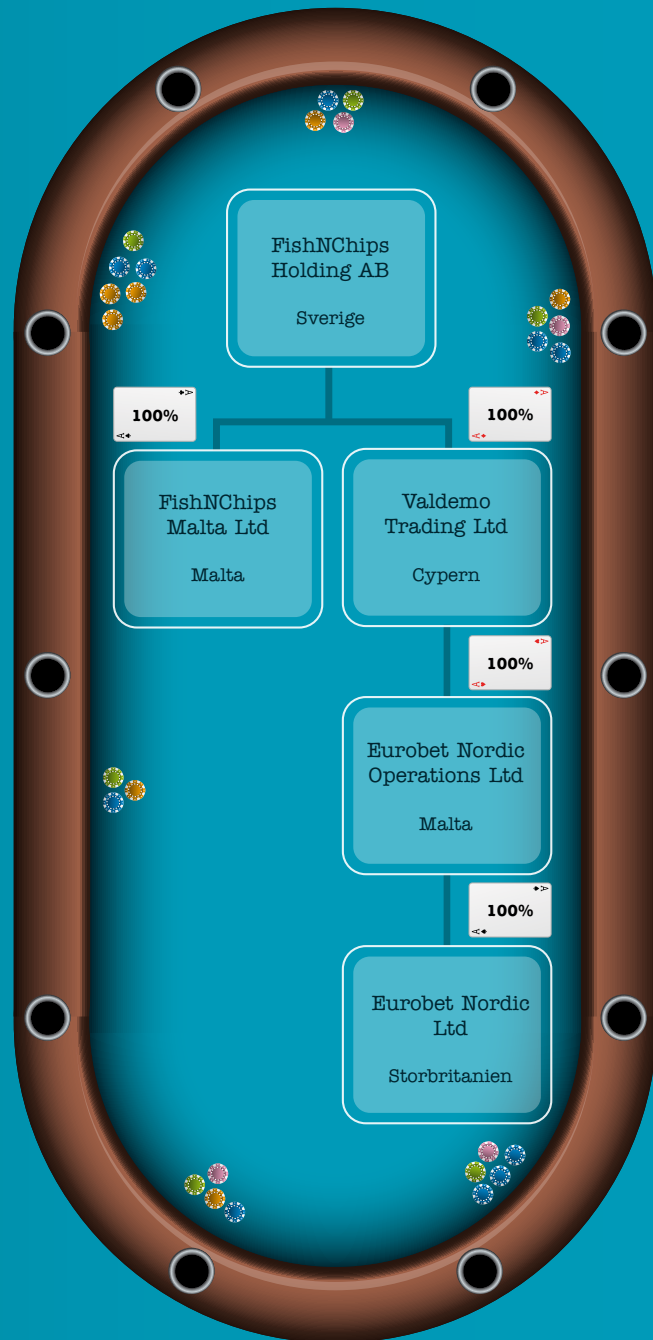 FishNChips
Holding AB
Sverige
100%
100%
FishNChips
Malta Ltd
Malta
Valdemo
Trading Ltd
Cypern
100%
Eurobet Nordic
Operations Ltd
Malta
100%
Eurobet Nordic
Ltd
Storbritanien